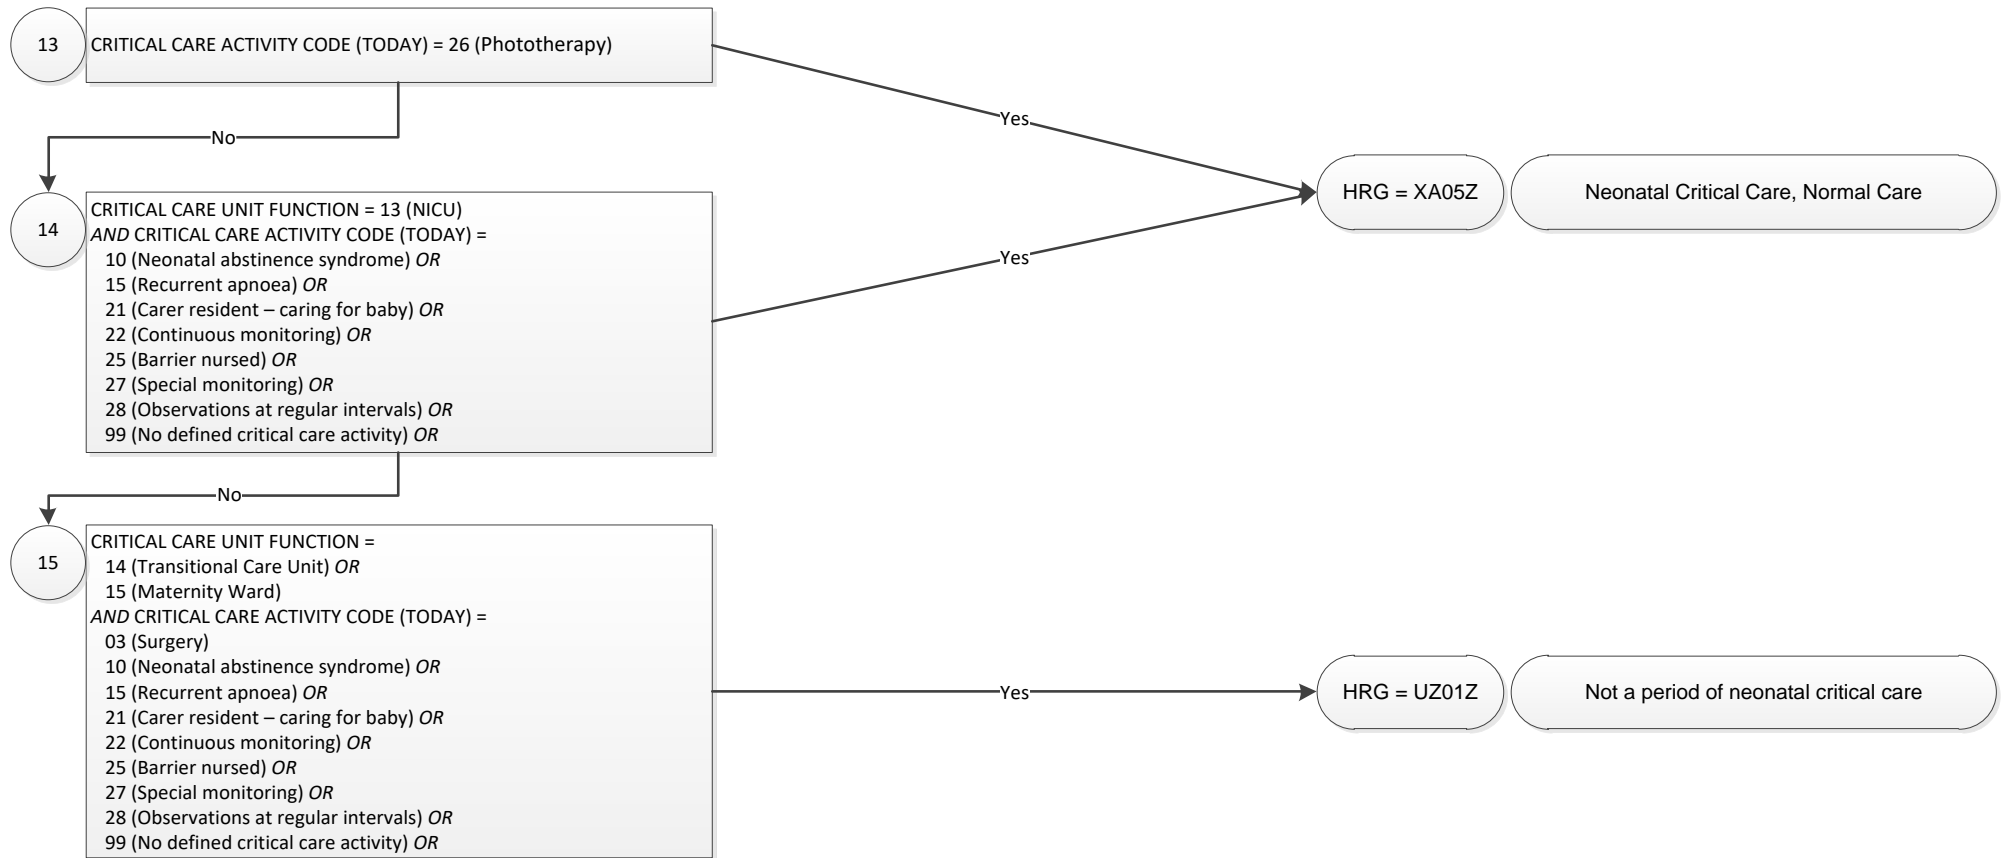 13
CRITICAL CARE ACTIVITY CODE (TODAY) = 26 (Phototherapy)
Yes
No
HRG = XA05Z
Neonatal Critical Care, Normal Care
14
CRITICAL CARE UNIT FUNCTION = 13 (NICU)
AND CRITICAL CARE ACTIVITY CODE (TODAY) =
10 (Neonatal abstinence syndrome) OR
15 (Recurrent apnoea) OR
21 (Carer resident – caring for baby) OR
22 (Continuous monitoring) OR
25 (Barrier nursed) OR
27 (Special monitoring) OR
28 (Observations at regular intervals) OR
99 (No defined critical care activity) OR
Yes
No
15
CRITICAL CARE UNIT FUNCTION =
14 (Transitional Care Unit) OR
15 (Maternity Ward)
AND CRITICAL CARE ACTIVITY CODE (TODAY) =
03 (Surgery)
10 (Neonatal abstinence syndrome) OR
15 (Recurrent apnoea) OR
21 (Carer resident – caring for baby) OR
22 (Continuous monitoring) OR
25 (Barrier nursed) OR
27 (Special monitoring) OR
28 (Observations at regular intervals) OR
99 (No defined critical care activity) OR
Yes
HRG = UZ01Z
Not a period of neonatal critical care